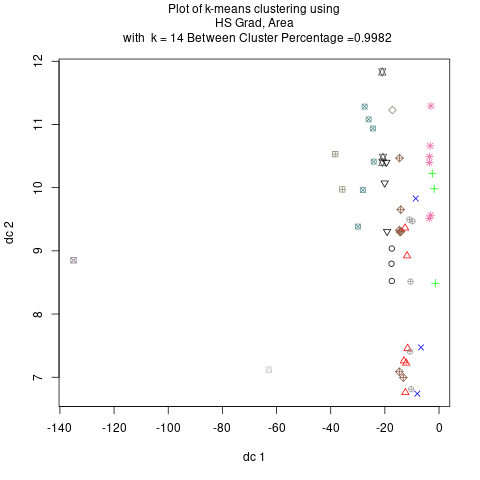 Plot of k-means clustering using
HS Grad, Area
with  k = 14 Between Cluster Percentage =0.9982
12
11
10
9
8
7
dc 2
-140
-120
-100
-80
-60
-40
-20
0
dc 1